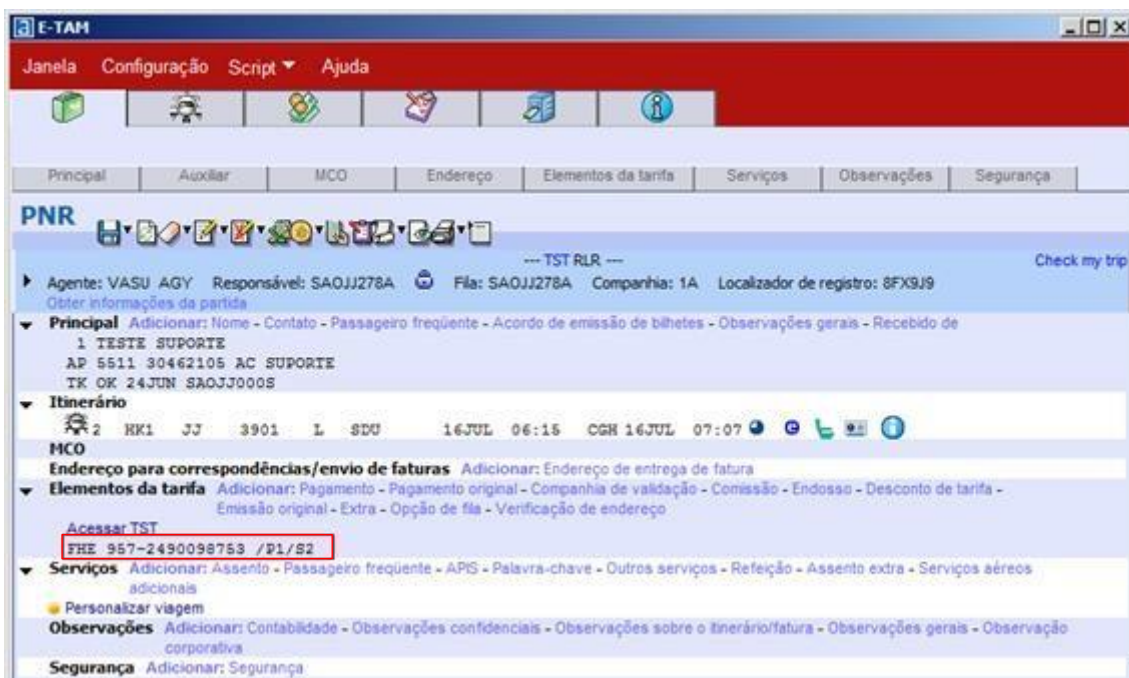 E-TAM
Janela Configuração Script Ajuda
Principal Auxiliar MCO Endereço Elementos da tarifa Serviços Observações Segurança
PNR
--- TST RLR ---
Check my trip
Agente: VASU AGY Responsável: SAOJJ278A Fila: SAOJJ278A Companhia: 1A Localizador de registro: 8FX9J9
Obter informações da partida
Principal Adicionar: Nome - Contato - Passageiro freqüente - Acordo de emissão de bilhetes - Observações gerais - Recebido de
1 TESTE SUPORTE
AP 5511 30462105 AC SUPORTE
TK OK 24JUN SAOJJ000S
Itinerário
2 HK1 JJ 3901 L SDU 16JUL 06:15 CGH 16JUL 07:07
MCO
Endereço para correspondências/envio de faturas Adicionar: Endereço de entrega de fatura
Elementos da tarifa Adicionar: Pagamento - Pagamento original - Companhia de validação - Comissão - Endosso - Desconto de tarifa -
Emissão original - Extra - Opção de fila - Verificação de endereço
Acessar TST
FHE 957-2490098753 /P1/S2
Serviços Adicionar: Assento - Passageiro freqüente - APIS - Palavra-chave - Outros serviços - Refeição - Assento extra - Serviços aéreos
adicionais
Personalizar viagem
Observações Adicionar: Contabilidade - Observações confidenciais - Observações sobre o itinerário/fatura - Observações gerais - Observação
corporativa
Segurança Adicionar: Segurança